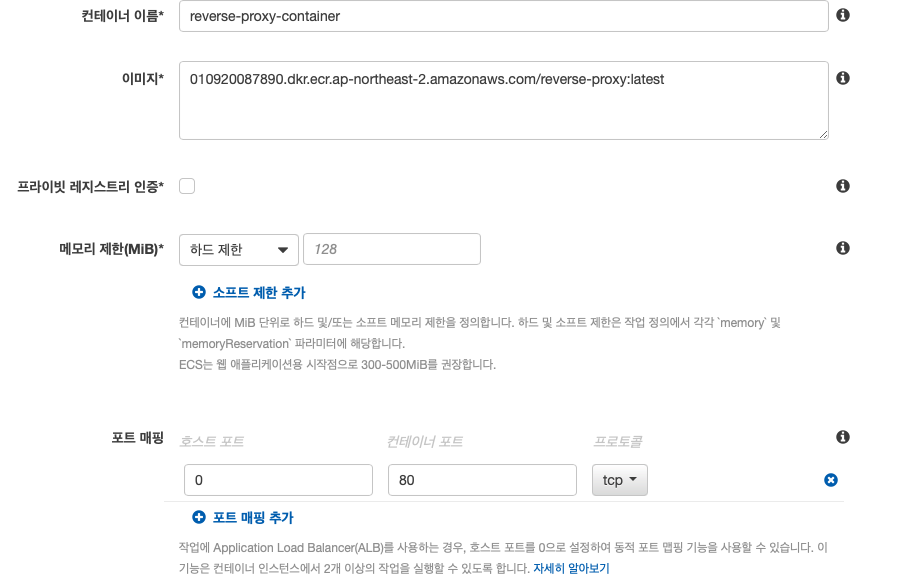 컨테이너 이름* reverse-proxy-container
이미지* 010920087890.dkr.ecr.ap-northeast-2.amazonaws.com/reverse-proxy:latest
프라이빗 레지스트리 인증*
메모리 제한(MiB)* 하드 제한 128
소프트 제한 추가
컨테이너에 MiB 단위로 하드 및/또는 소프트 메모리 제한을 정의합니다. 하드 및 소프트 제한은 작업 정의에서 각각 `memory` 및
`memoryReservation` 파라미터에 해당합니다.
ECS는 웹 애플리케이션용 시작점으로 300-500MiB를 권장합니다.
포트 매핑 호스트 포트 컨테이너 포트 프로토콜
0 80 tcp
포트 매핑 추가
작업에 Application Load Balancer(ALB)를 사용하는 경우, 호스트 포트를 0으로 설정하여 동적 포트 맵핑 기능을 사용할 수 있습니다. 이
기능은 컨테이너 인스턴스에서 2개 이상의 작업을 실행할 수 있도록 합니다. 자세히 알아보기